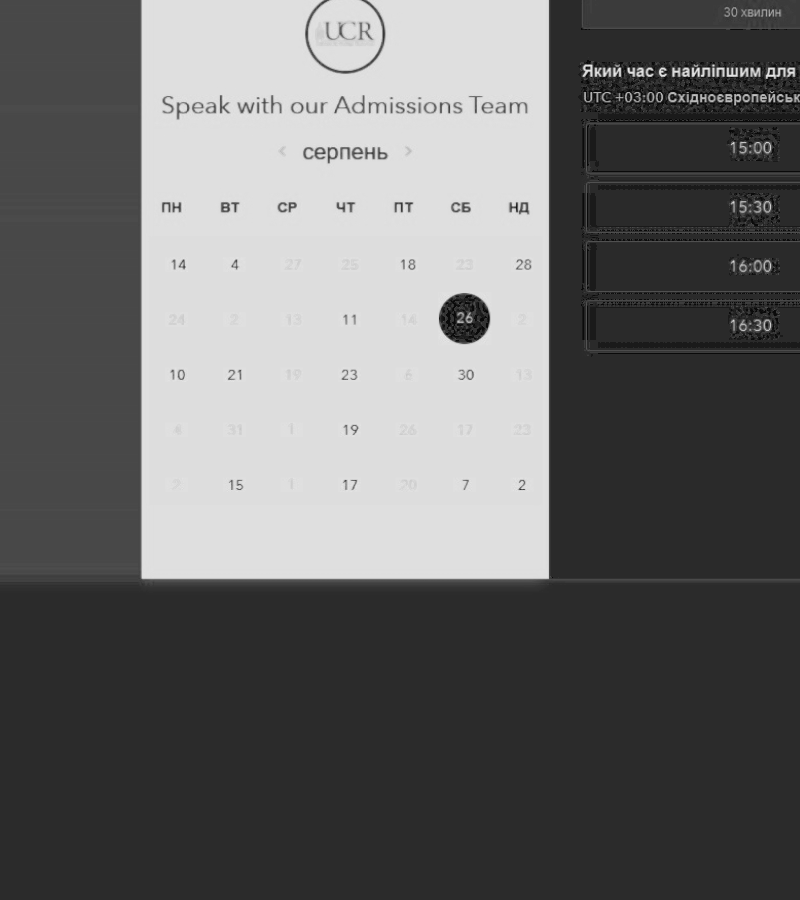 UCR
Speak with our Admissions Team
серпень
ПН ВТ СР ЧТ ПТ СБ НД
14 4 27 25 18 23 28
24 2 13 11 14 26 2
10 21 19 23 6 30 13
4 31 1 19 26 17 23
2 15 1 17 20 7 2
30 хвилин
Який час є найліпшим для
UTC +03:00 Східноєвропейськ
15:00
15:30
16:00
16:30